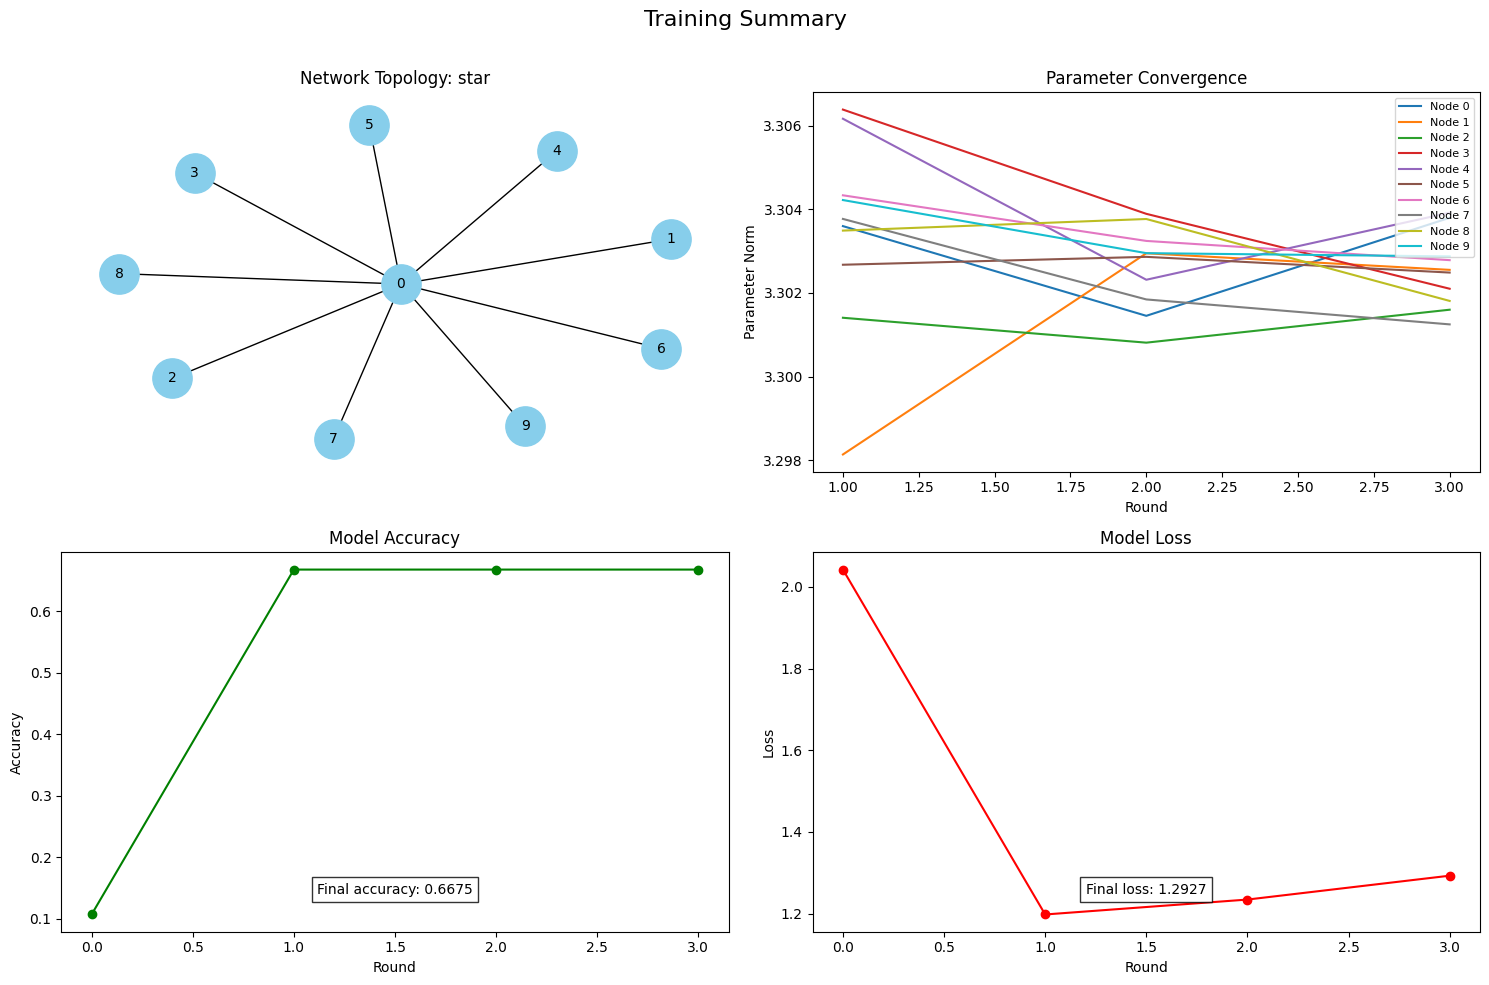 Training Summary
Network Topology: star
5
4
3
1
8
0
6
2
9
7
Parameter Convergence
Parameter Norm
3.306
3.304
3.302
3.300
3.298
Node 0
Node 1
Node 2
Node 3
Node 4
Node 5
Node 6
Node 7
Node 8
Node 9
1.00 1.25 1.50 1.75 2.00 2.25 2.50 2.75 3.00
Round
Model Accuracy
Accuracy
0.6
0.5
0.4
0.3
0.2
0.1
Final accuracy: 0.6675
0.0 0.5 1.0 1.5 2.0 2.5 3.0
Round
Model Loss
Loss
2.0
1.8
1.6
1.4
1.2
Final loss: 1.2927
0.0 0.5 1.0 1.5 2.0 2.5 3.0
Round